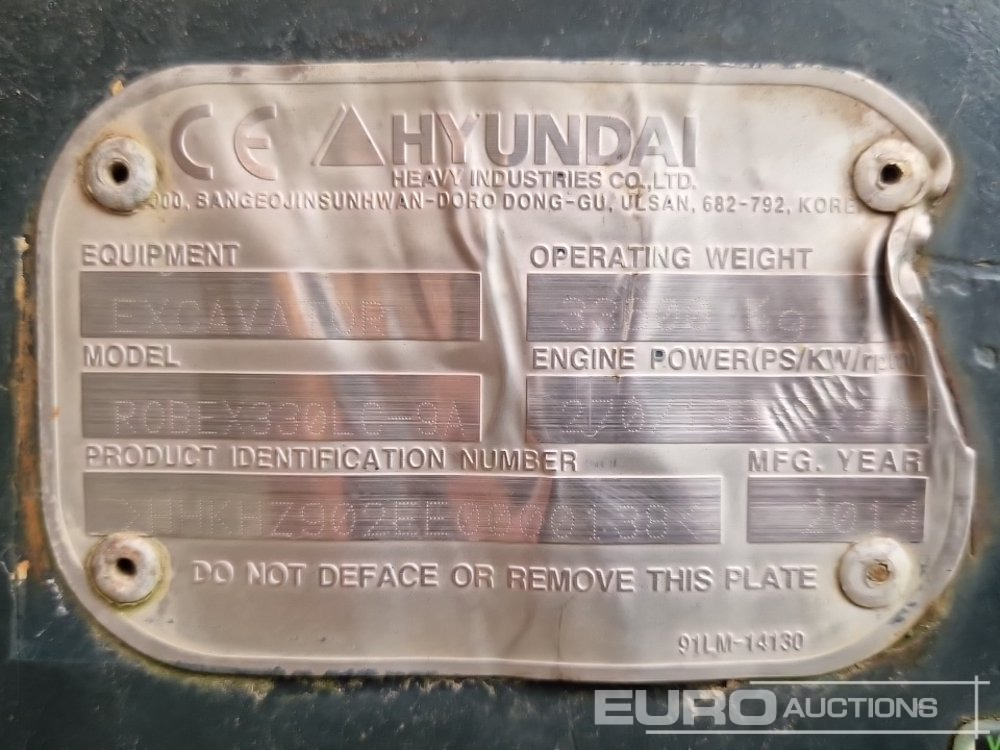 CE HYUNDAI
HEAVY INDUSTRIES CO.,LTD.
BANGEOJINSUNHWAN-DORO DONG-GU, ULSAN, 682-792,
EQUIPMENT OPERATING WEIGHT
EXCAVATOR Kg
MODEL ENGINE POWER(PS/KW/rpm)
ROBEX330LC-9A
PRODUCT IDENTIFICATION NUMBER MFG. YEAR
2014
DO NOT DEFACE OR REMOVE THIS PLATE
91LM-14130
EURO AUCTIONS